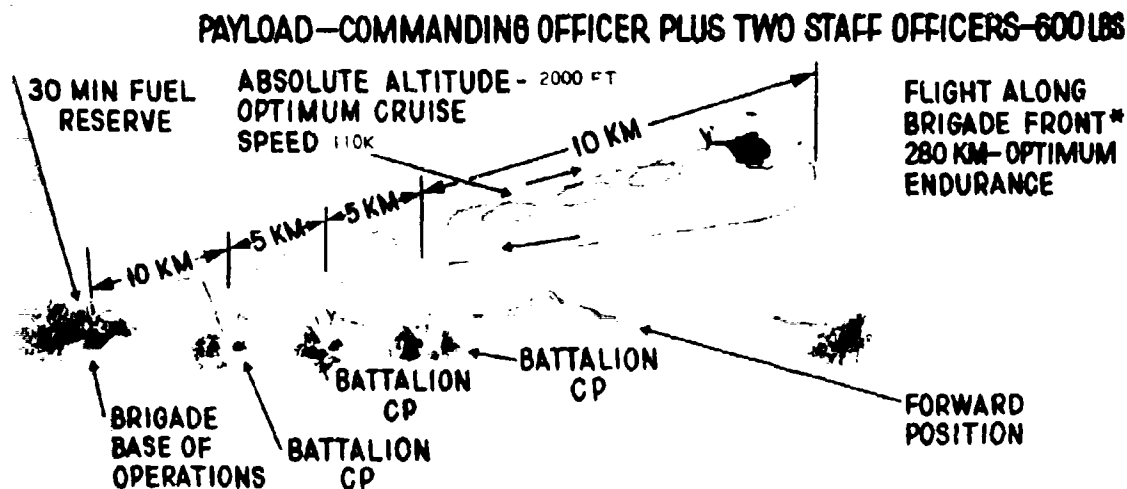 PAYLOAD—COMMANDING OFFICER PLUS TWO STAFF OFFICERS—600 LBS
30 MIN FUEL
RESERVE
ABSOLUTE ALTITUDE - 2000 FT
OPTIMUM CRUISE
SPEED 110K
FLIGHT ALONG
BRIGADE FRONT*
280 KM-OPTIMUM
ENDURANCE
10 KM
5 KM
5 KM
10 KM
BATTALION
CP
BATTALION
CP
BRIGADE
BASE OF
OPERATIONS
BATTALION
CP
FORWARD
POSITION